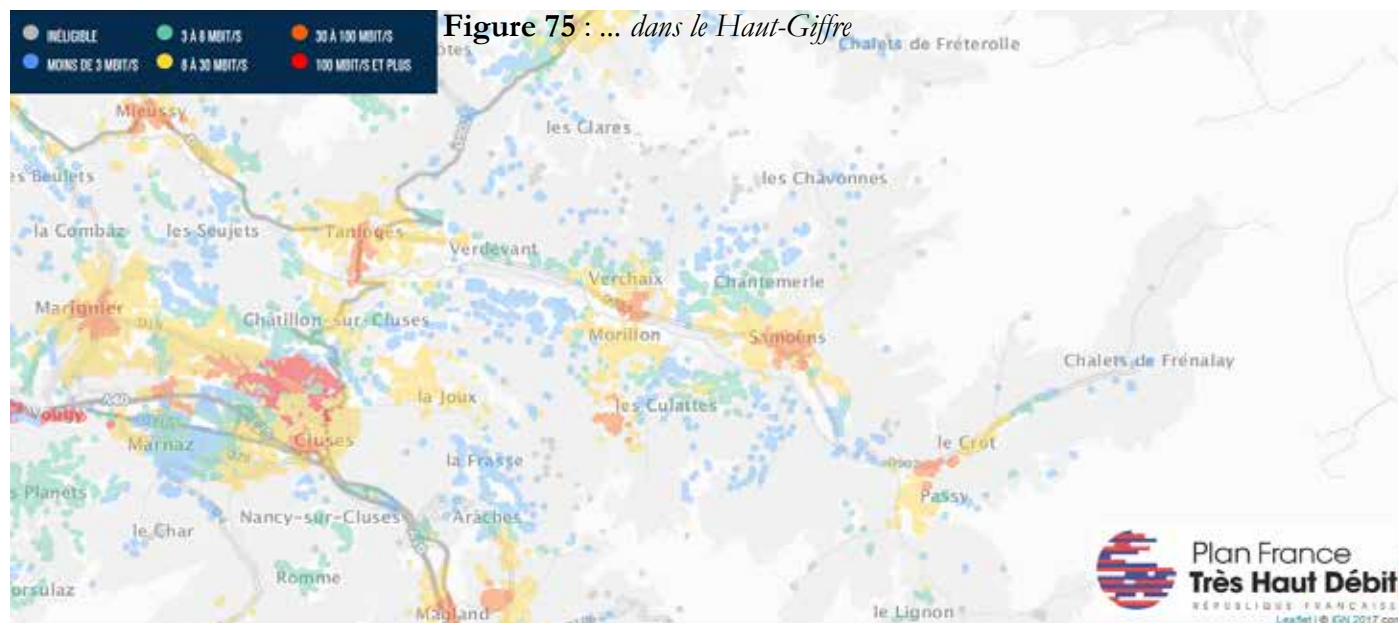 Figure 75 : ... dans le Haut-Giffre
INÉLIGIBLE
3 À 8 MBIT/S
30 À 100 MBIT/S
MOINS DE 3 MBIT/S
8 À 30 MBIT/S
100 MBIT/S ET PLUS
Chalets de Fréterolle
Mieussy
les Clares
les Chavonnes
la Combaz
les Seujets
Taninges
Verdevant
Verchaix
Chantemerle
Marignier
Châtillon-sur-Cluses
Morillon
Samoëns
Chalets de Frénalay
la Joux
les Culattes
A40
Vougy
Marnaz
Cluses
le Crot
la Frasse
Passy
Nancy-sur-Cluses
Arâches
le Char
Romme
Magland
le Lignon
Plan France
Très Haut Débit
RÉPUBLIQUE FRANÇAISE
Leaflet | © IGN 2017